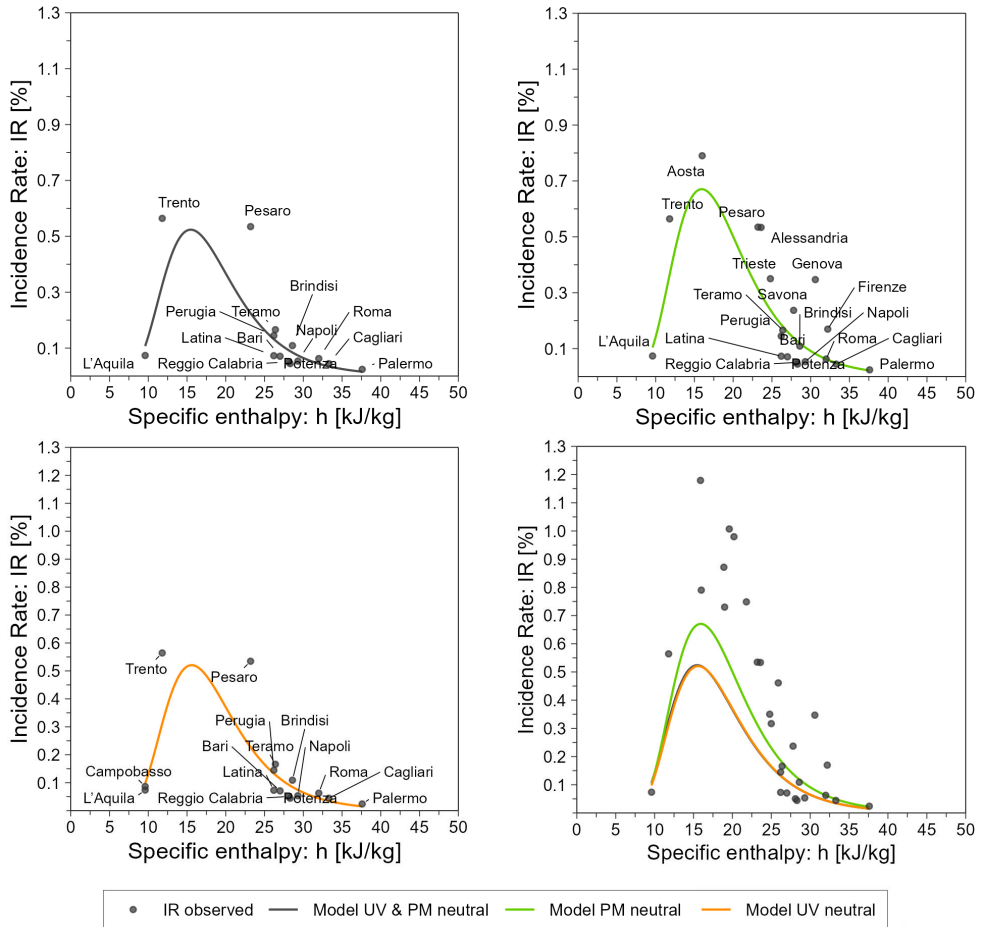 1.3
1.1
0.9
0.7
0.5
0.3
0.1
Incidence Rate: IR [%]
Trento
Pesaro
Brindisi
Perugia
Teramo
Roma
Latina
Bari
Napoli
Cagliari
L'Aquila
Reggio Calabria
Potenza
Palermo
0 5 10 15 20 25 30 35 40 45 50
Specific enthalpy: h [kJ/kg]
1.3
1.1
0.9
0.7
0.5
0.3
0.1
Incidence Rate: IR [%]
Aosta
Trento
Pesaro
Alessandria
Trieste
Genova
Teramo
Savona
Firenze
Perugia
Brindisi
Napoli
L'Aquila
Latina
Bari
Roma
Cagliari
Reggio Calabria
Potenza
Palermo
0 5 10 15 20 25 30 35 40 45 50
Specific enthalpy: h [kJ/kg]
1.3
1.2
1.1
1.0
0.9
0.8
0.7
0.6
0.5
0.4
0.3
0.2
0.1
Incidence Rate: IR [%]
Trento
Pesaro
Perugia
Brindisi
Bari
Teramo
Napoli
Campobasso
Latina
Roma
Cagliari
L'Aquila
Reggio Calabria
Potenza
Palermo
0 5 10 15 20 25 30 35 40 45 50
Specific enthalpy: h [kJ/kg]
1.3
1.2
1.1
1.0
0.9
0.8
0.7
0.6
0.5
0.4
0.3
0.2
0.1
Incidence Rate: IR [%]
0 5 10 15 20 25 30 35 40 45 50
Specific enthalpy: h [kJ/kg]
IR observed Model UV & PM neutral Model PM neutral Model UV neutral